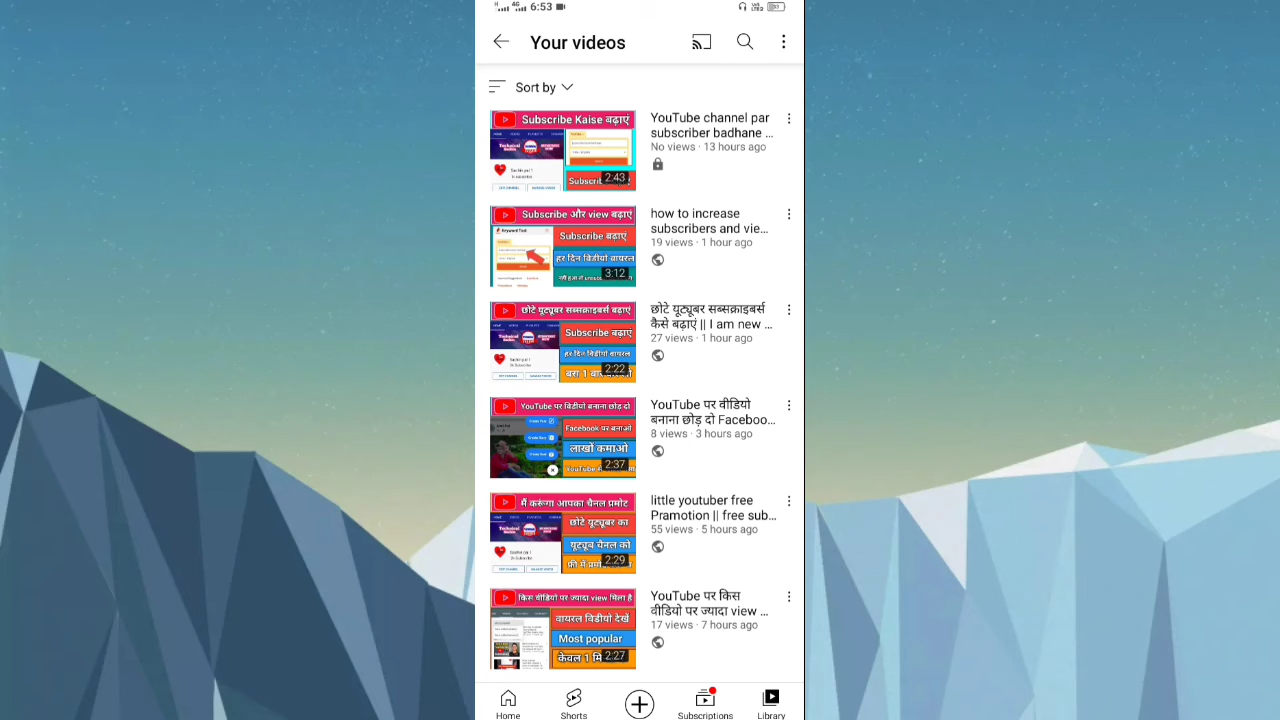 6:53
Your videos
Sort by
Subscribe Kaise बढ़ाएं
2:43
YouTube channel par
subscriber badhane ...
No views · 13 hours ago
Subscribe और view बढ़ाएं
Keyword Tool
Subscribe बढ़ाएं
हर दिन विडीयो वायरल
3:12
how to increase
subscribers and vie...
19 views · 1 hour ago
छोटे यूट्यूबर सब्सक्राइबर्स बढ़ाएं
Subscribe बढ़ाएं
हर दिन विडीयो वायरल
2:22
छोटे यूट्यूबर सब्सक्राइबर्स
कैसे बढ़ाएं || I am new ...
27 views · 1 hour ago
YouTube पर विडीयो बनाना छोड़ दो
Facebook पर बनाओ
लाखों कमाओ
2:37
YouTube पर वीडियो
बनाना छोड़ दो Faceboo...
8 views · 3 hours ago
मैं करूंगा आपका चैनल प्रमोट
छोटे यूट्यूबर का
यूट्यूब चैनल को
2:29
little youtuber free
Pramotion || free sub...
55 views · 5 hours ago
किस वीडियो पर ज्यादा view मिला है
वायरल विडीयो देखें
Most popular
2:27
YouTube पर किस
वीडियो पर ज्यादा view ...
17 views · 7 hours ago
Home
Shorts
Subscriptions
Library